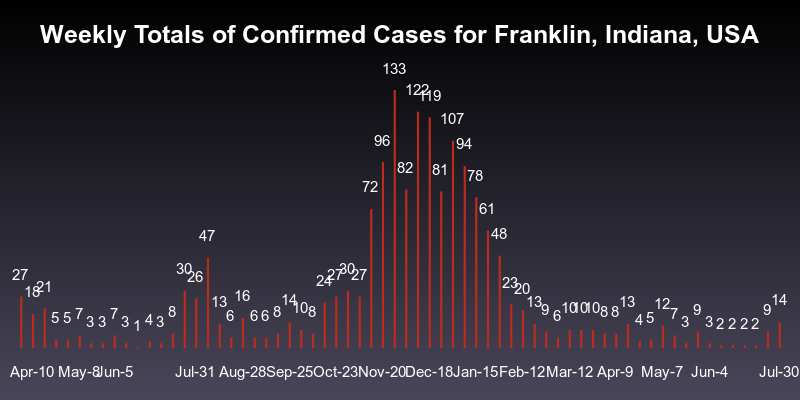 Weekly Totals of Confirmed Cases for Franklin, Indiana, USA
27 18 21 5 5 7 3 3 7 3 1 4 3 8 30 26 47 13 6 16 6 6 8 14 10 8 24 27 30 27 72 96 133 82 122 119 81 107 94 78 61 48 23 20 13 9 6 10 10 10 8 8 13 4 5 12 7 3 9 3 2 2 2 2 9 14
Apr-10 May-8 Jun-5 Jul-31 Aug-28 Sep-25 Oct-23 Nov-20 Dec-18 Jan-15 Feb-12 Mar-12 Apr-9 May-7 Jun-4 Jul-30